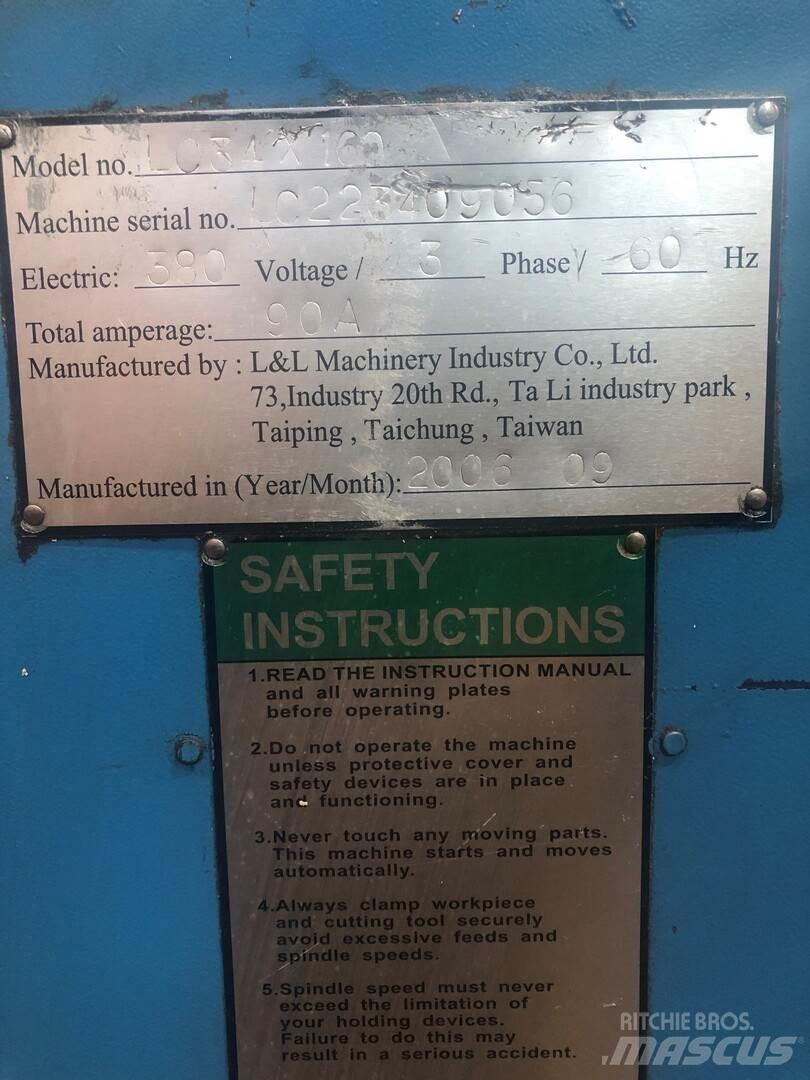 Model no. LC34 X 160
Machine serial no. LC223409056
Electric: 380 Voltage / 3 Phase / 60 Hz
Total amperage: 90A
Manufactured by : L&L Machinery Industry Co., Ltd.
73,Industry 20th Rd., Ta Li industry park ,
Taiping , Taichung , Taiwan
Manufactured in (Year/Month): 2006 09
SAFETY
INSTRUCTIONS
1.READ THE INSTRUCTION MANUAL
and all warning plates
before operating.
2.Do not operate the machine
unless protective cover and
safety devices are in place
and functioning.
3.Never touch any moving parts.
This machine starts and moves
automatically.
4.Always clamp workpiece
and cutting tool securely
avoid excessive feeds and
spindle speeds.
5.Spindle speed must never
exceed the limitation of
your holding devices.
Failure to do this may
result in a serious accident.
RITCHIE BROS.
MASCUS